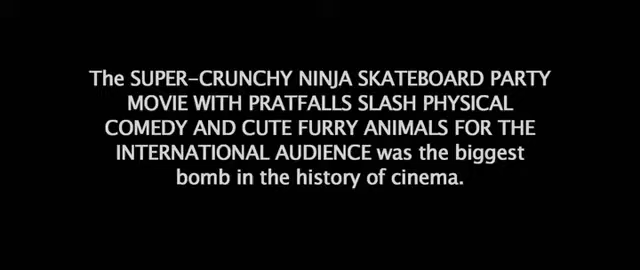 The SUPER-CRUNCHY NINJA SKATEBOARD PARTY
MOVIE WITH PRATFALLS SLASH PHYSICAL
COMEDY AND CUTE FURRY ANIMALS FOR THE
INTERNATIONAL AUDIENCE was the biggest
bomb in the history of cinema.